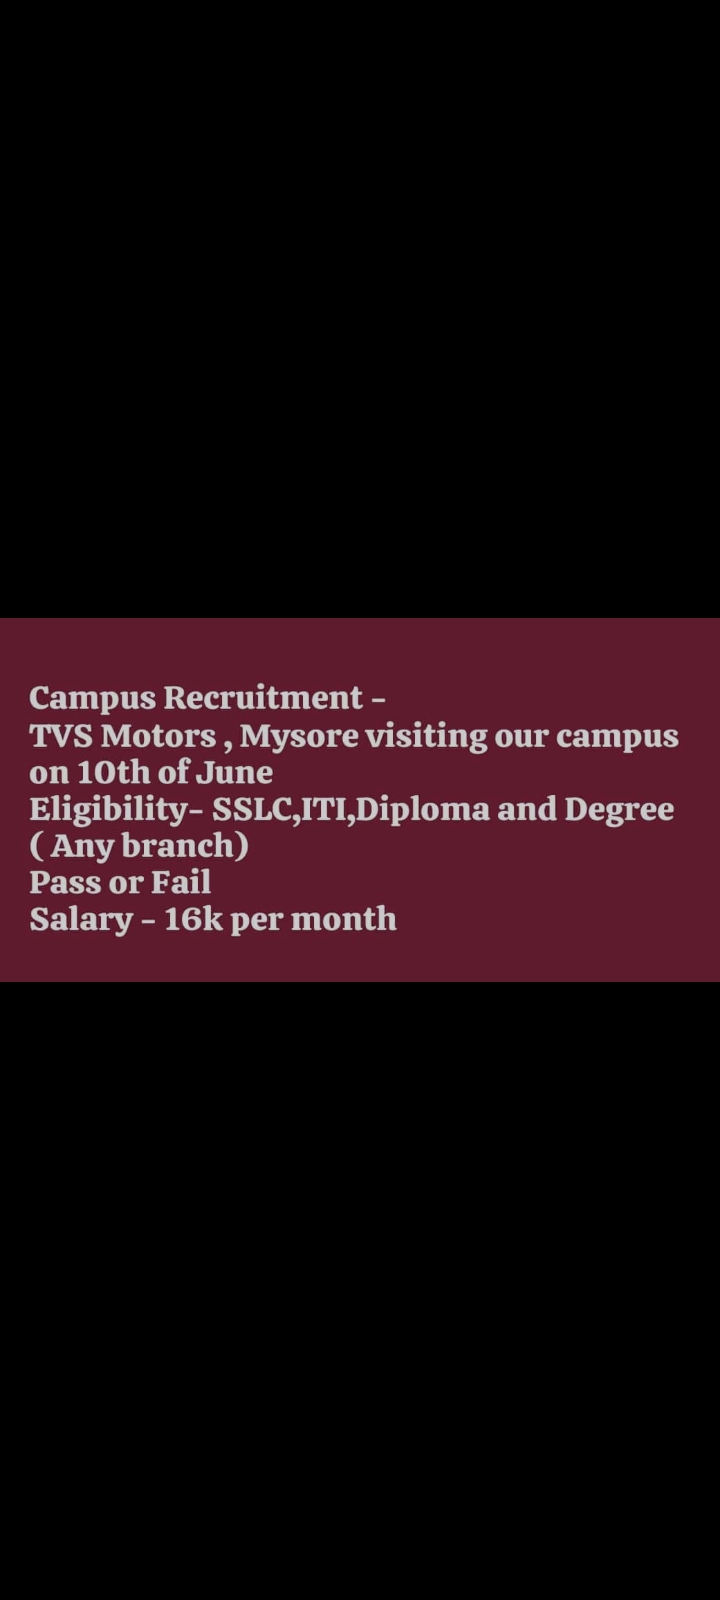 Campus Recruitment -
TVS Motors , Mysore visiting our campus
on 10th of June
Eligibility- SSLC,ITI,Diploma and Degree
( Any branch)
Pass or Fail
Salary - 16k per month